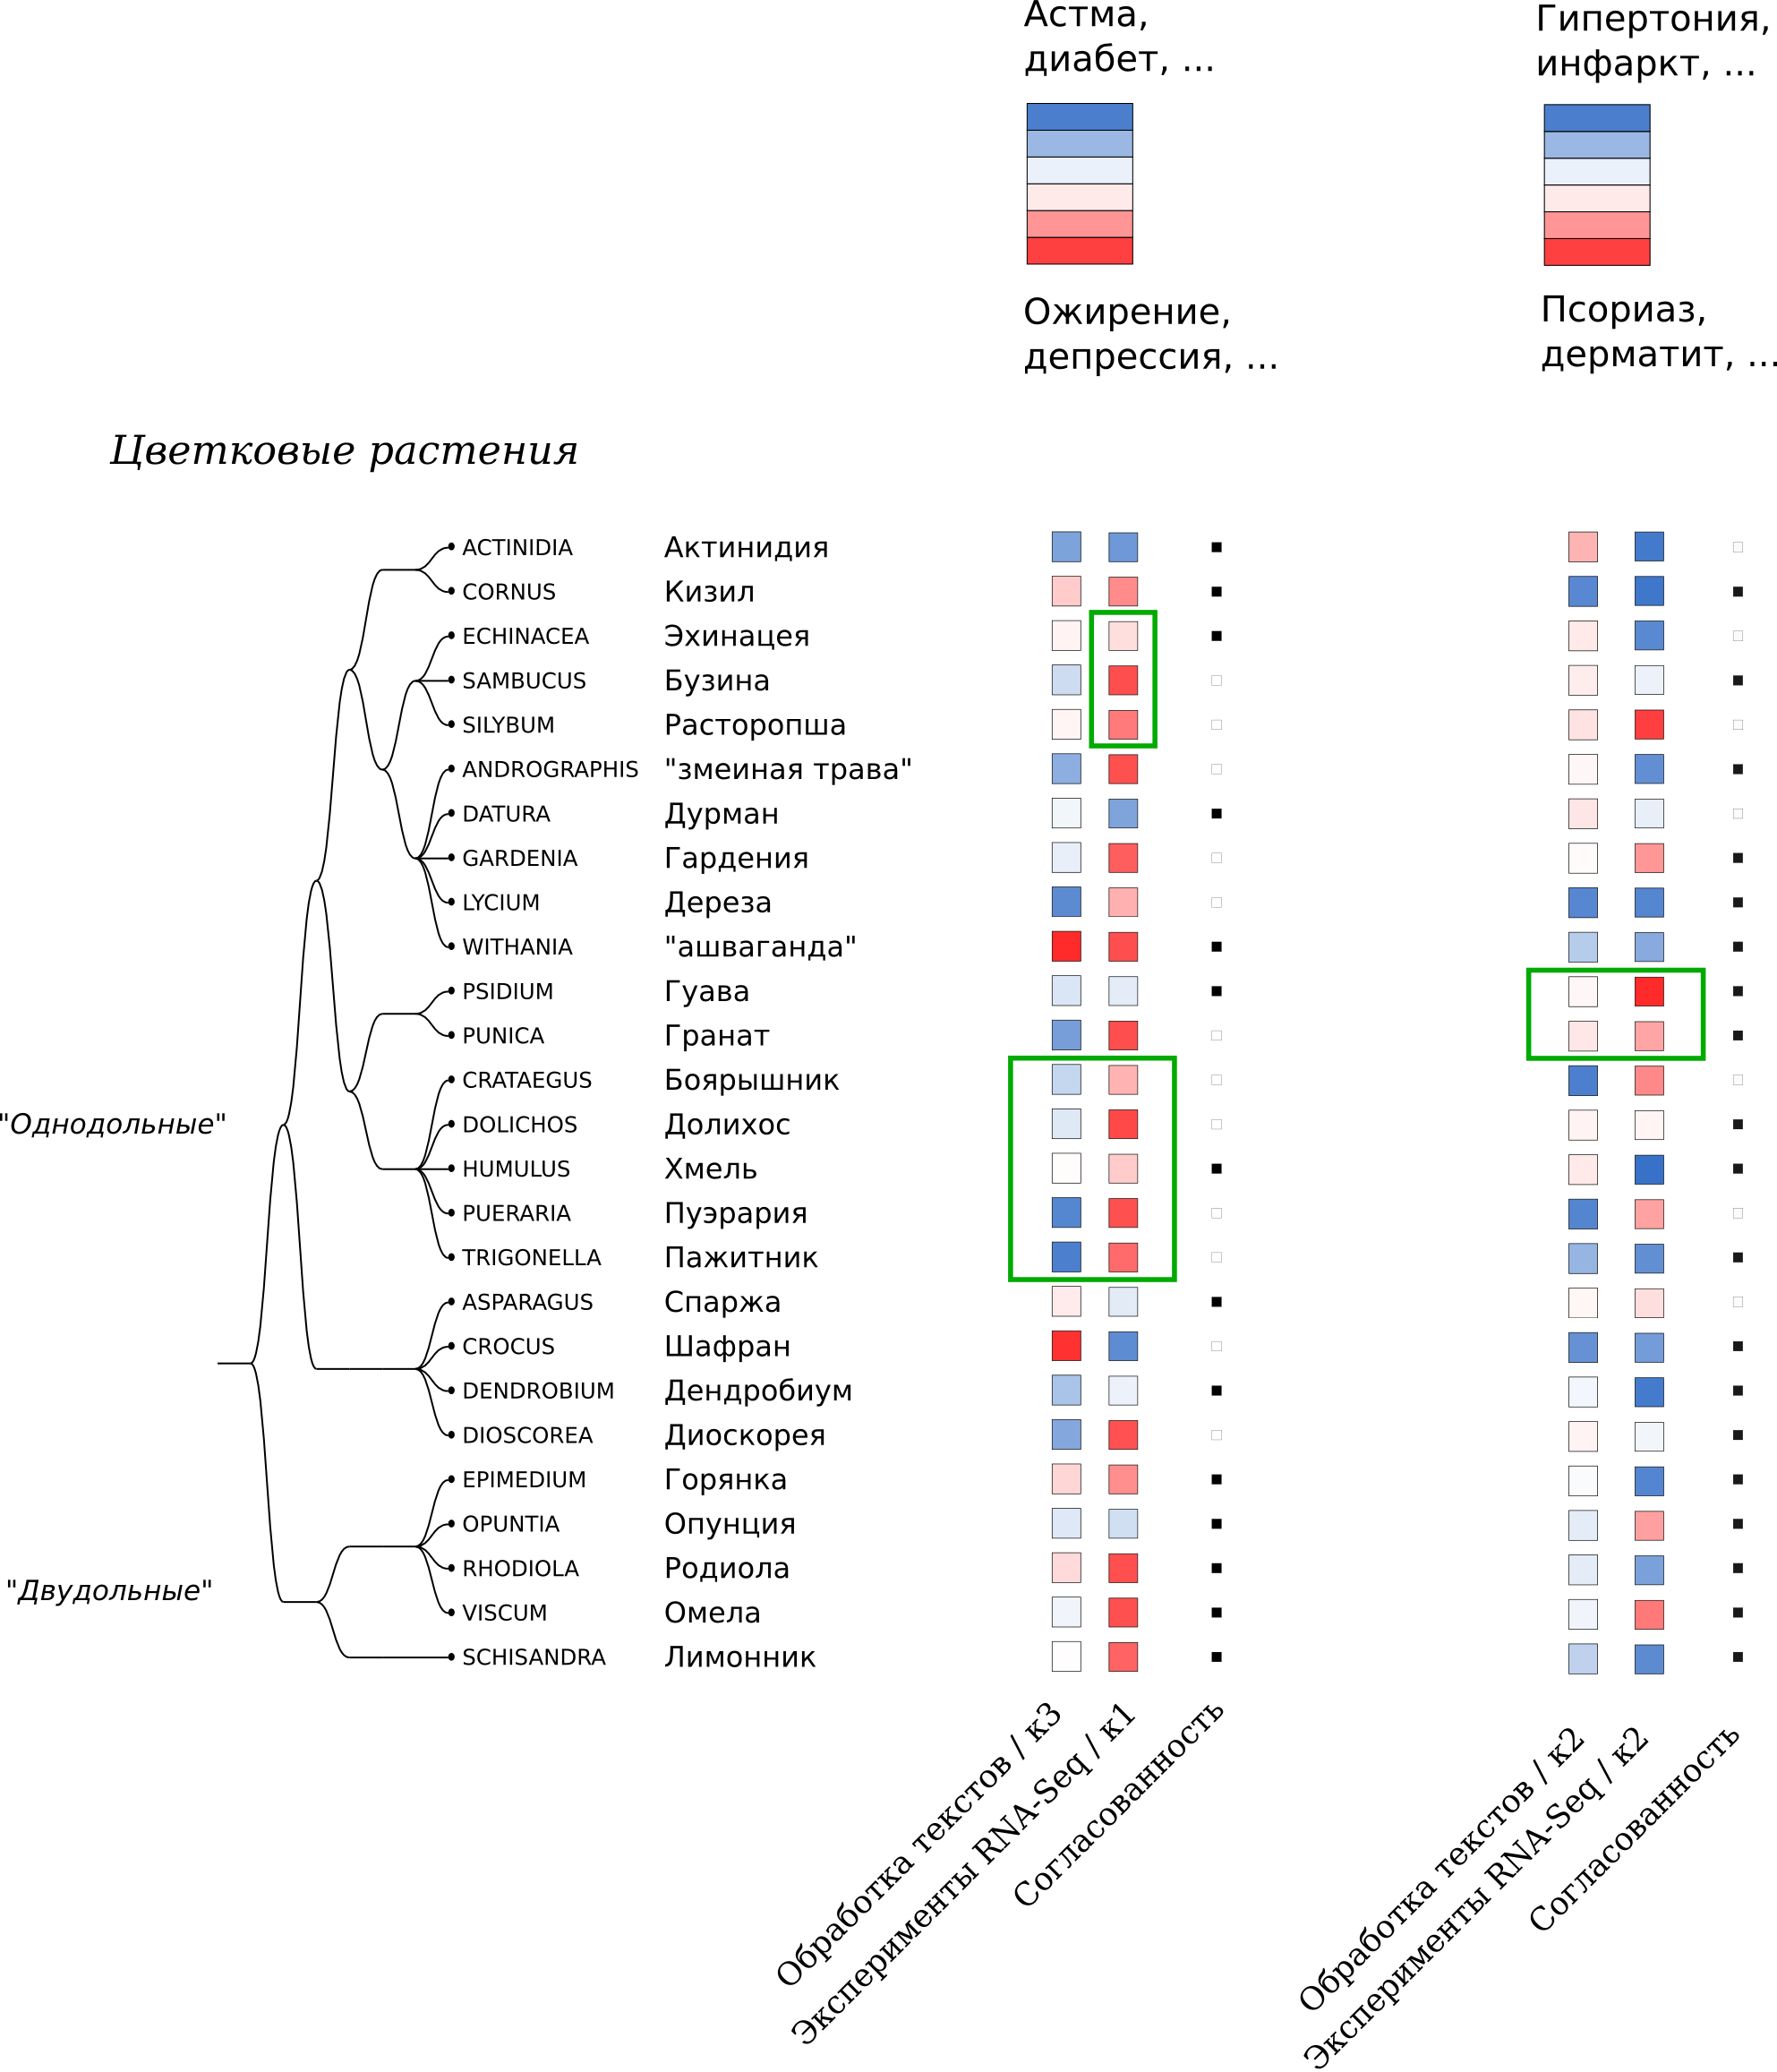 Астма,
диабет, ...
Гипертония,
инфаркт, ...
Ожирение,
депрессия, ...
Псориаз,
дерматит, ...
Цветковые растения
ACTINIDIA Актинидия
CORNUS Кизил
ECHINACEA Эхинацея
SAMBUCUS Бузина
SILYBUM Расторопша
ANDROGRAPHIS "змеиная трава"
DATURA Дурман
GARDENIA Гардения
LYCIUM Дереза
WITHANIA "ашваганда"
PSIDIUM Гуава
PUNICA Гранат
CRATAEGUS Боярышник
"Однодольные" DOLICHOS Долихос
HUMULUS Хмель
PUERARIA Пуэрария
TRIGONELLA Пажитник
ASPARAGUS Спаржа
CROCUS Шафран
DENDROBIUM Дендробиум
DIOSCOREA Диоскорея
EPIMEDIUM Горянка
OPUNTIA Опунция
"Двудольные" RHODIOLA Родиола
VISCUM Омела
SCHISANDRA Лимонник
Обработка текстов / к3
Эксперименты RNA-Seq / к1
Согласованность
Обработка текстов / к2
Эксперименты RNA-Seq / к2
Согласованность